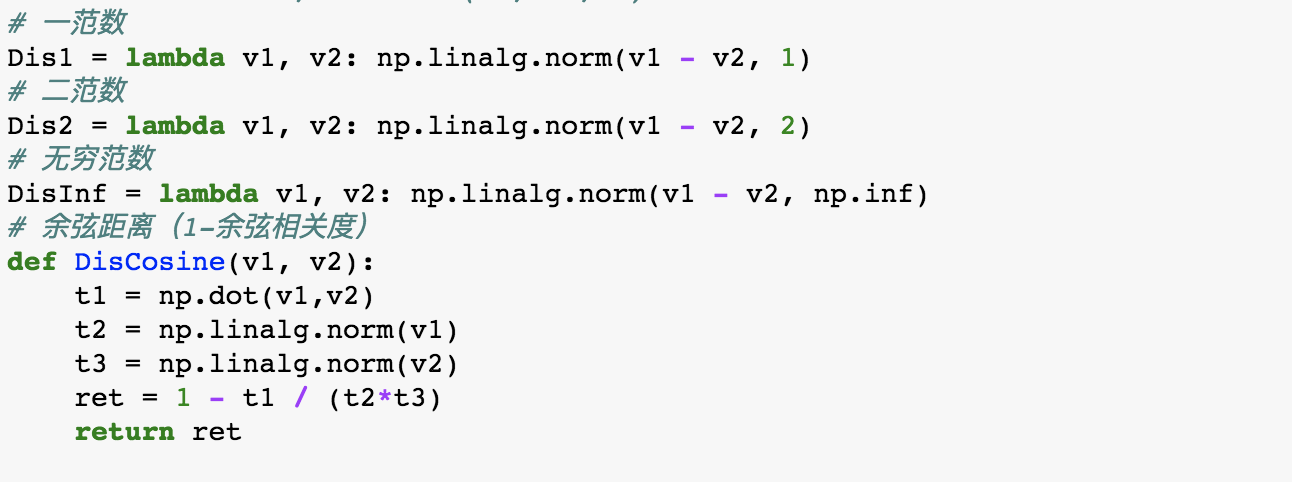 # 一范数
Dis1 = lambda v1, v2: np.linalg.norm(v1 - v2, 1)
# 二范数
Dis2 = lambda v1, v2: np.linalg.norm(v1 - v2, 2)
# 无穷范数
DisInf = lambda v1, v2: np.linalg.norm(v1 - v2, np.inf)
# 余弦距离（1-余弦相关度）
def DisCosine(v1, v2):
    t1 = np.dot(v1,v2)
    t2 = np.linalg.norm(v1)
    t3 = np.linalg.norm(v2)
    ret = 1 - t1 / (t2*t3)
    return ret